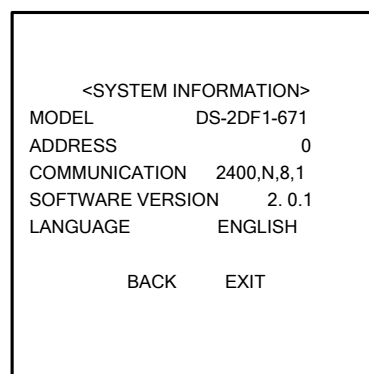 <SYSTEM INFORMATION>
MODEL DS-2DF1-671
ADDRESS 0
COMMUNICATION 2400,N,8,1
SOFTWARE VERSION 2. 0.1
LANGUAGE ENGLISH
BACK EXIT